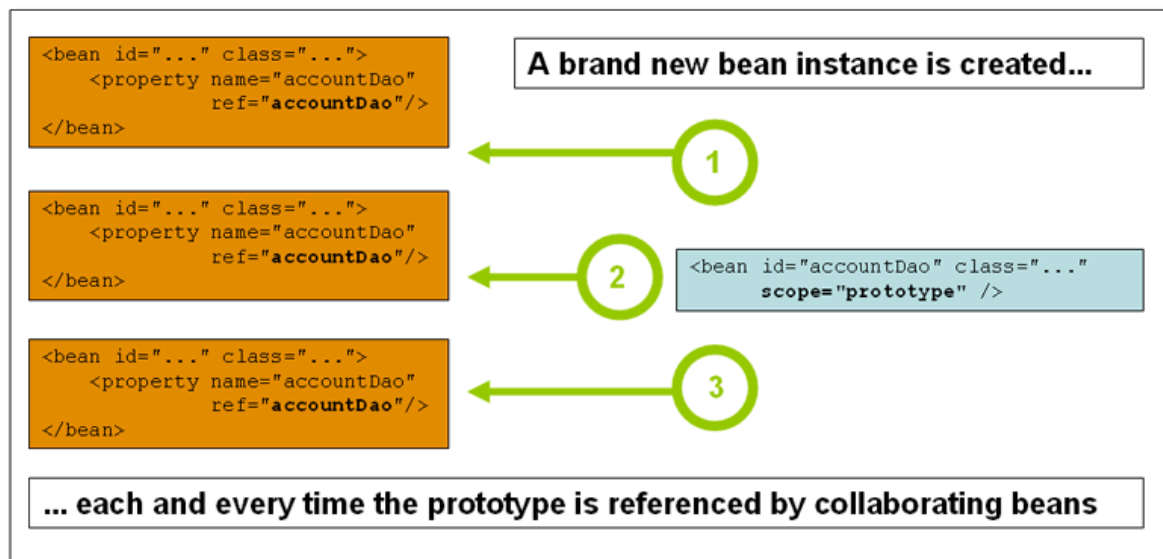 <bean id="..." class="...">
    <property name="accountDao"
              ref="accountDao"/>
</bean>
A brand new bean instance is created...
1
<bean id="..." class="...">
    <property name="accountDao"
              ref="accountDao"/>
</bean>
2
<bean id="accountDao" class="..."
      scope="prototype" />
<bean id="..." class="...">
    <property name="accountDao"
              ref="accountDao"/>
</bean>
3
... each and every time the prototype is referenced by collaborating beans